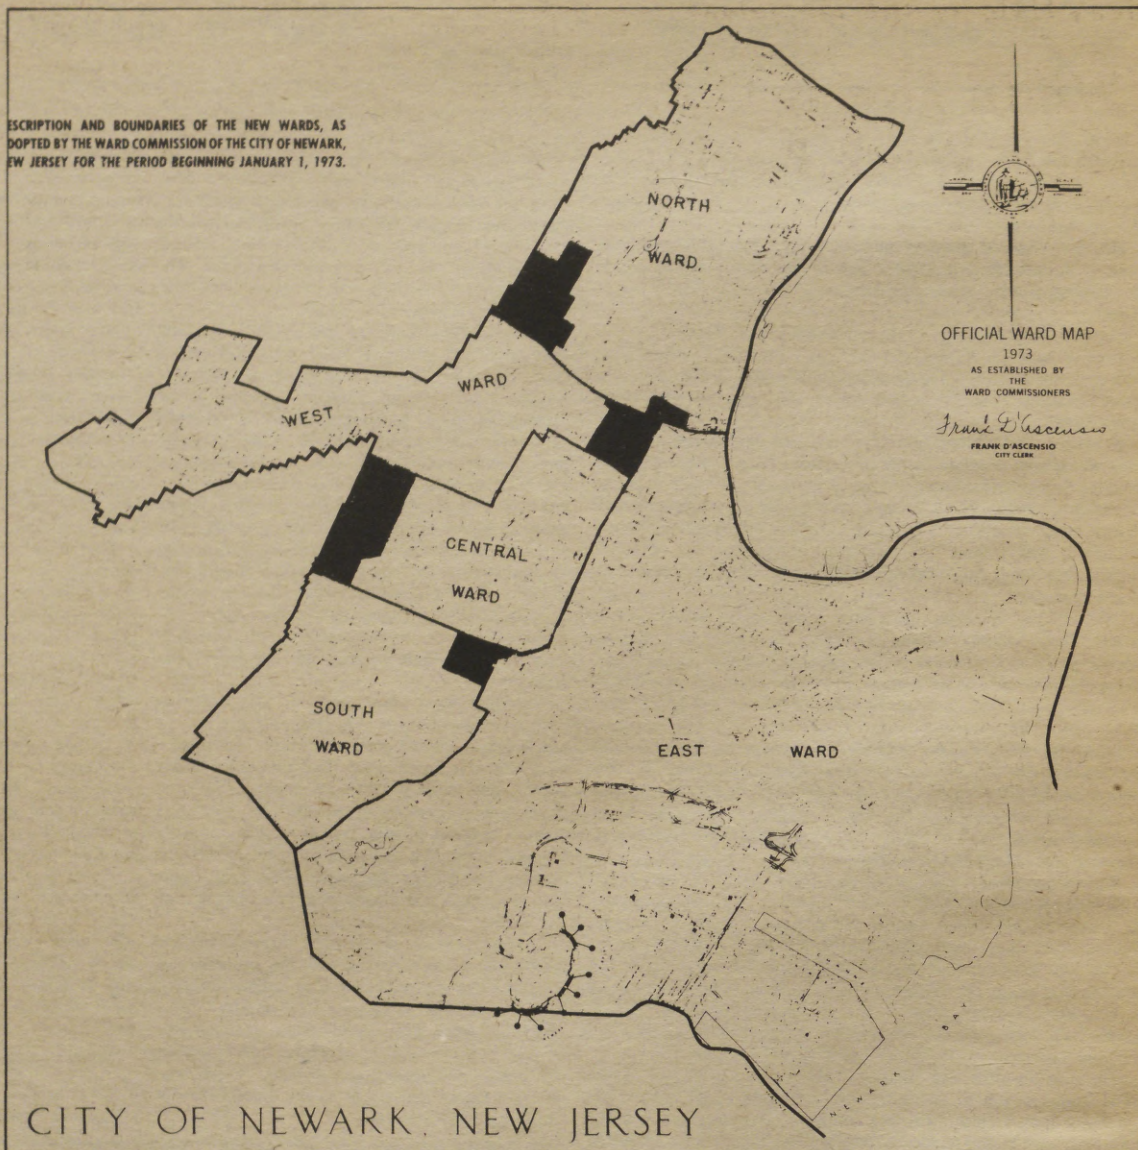 ESCRIPTION AND BOUNDARIES OF THE NEW WARDS, AS
DOPTED BY THE WARD COMMISSION OF THE CITY OF NEWARK,
EW JERSEY FOR THE PERIOD BEGINNING JANUARY 1, 1973.
NORTH
WARD
OFFICIAL WARD MAP
1973
AS ESTABLISHED BY
THE
WARD COMMISSIONERS
Frank D'Ascensio
FRANK D'ASCENSIO
CITY CLERK
WEST WARD
CENTRAL
WARD
SOUTH
WARD
EAST WARD
NEWARK BAY
CITY OF NEWARK. NEW JERSEY